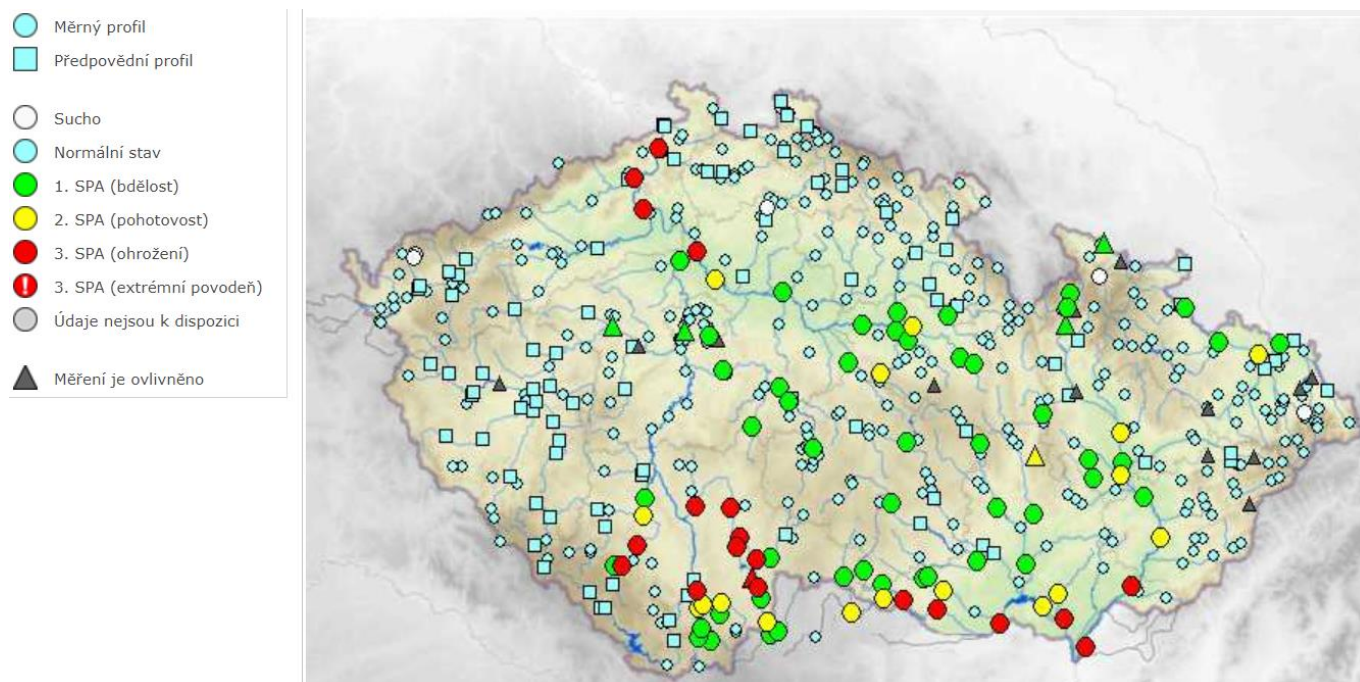 Měrný profil
Předpovědní profil
Sucho
Normální stav
1. SPA (bdělost)
2. SPA (pohotovost)
3. SPA (ohrožení)
3. SPA (extrémní povodeň)
Údaje nejsou k dispozici
Měření je ovlivněno